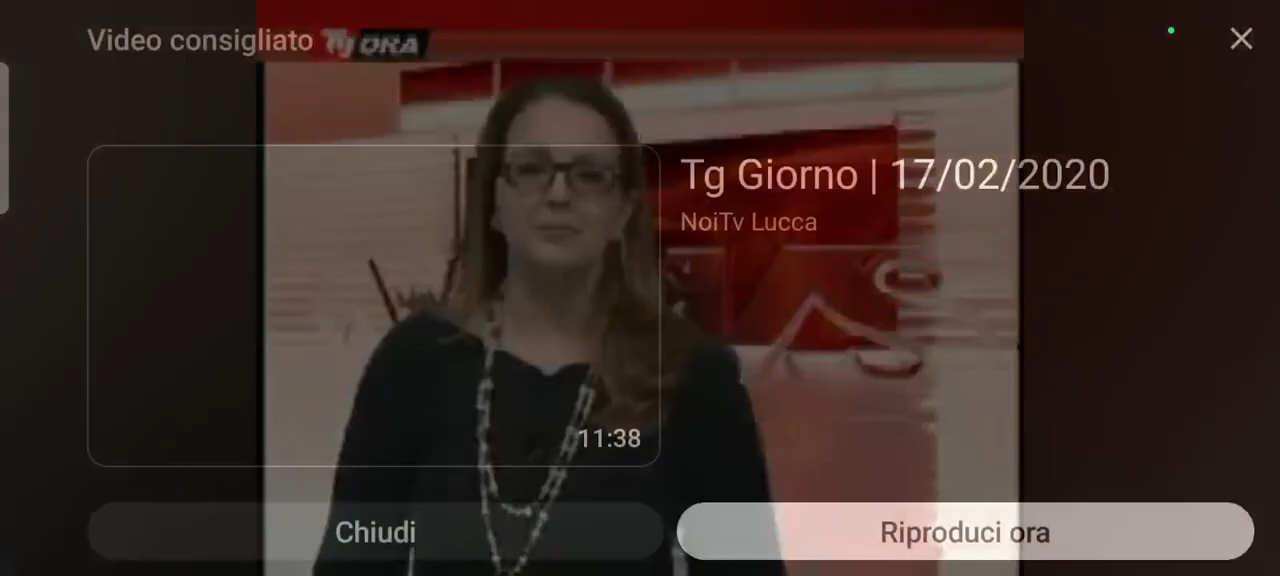 Video consigliato
Tg ORA
Tg Giorno | 17/02/2020
NoiTv Lucca
11:38
Chiudi
Riproduci ora